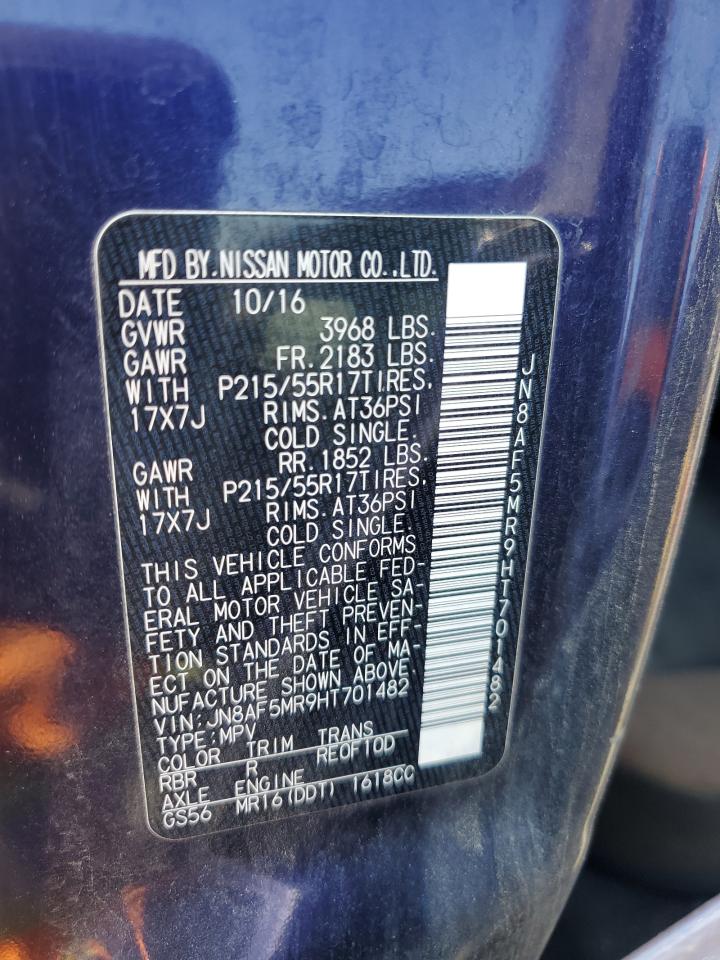 MFD BY.NISSAN MOTOR CO.,LTD.
DATE 10/16
GVWR 3968 LBS.
GAWR FR.2183 LBS.
WITH P215/55R17TIRES.
17X7J RIMS.AT36PSI
COLD SINGLE.
GAWR RR.1852 LBS.
WITH P215/55R17TIRES.
17X7J RIMS.AT36PSI
COLD SINGLE.
THIS VEHICLE CONFORMS
TO ALL APPLICABLE FED-
ERAL MOTOR VEHICLE SA-
FETY AND THEFT PREVEN-
TION STANDARDS IN EFF-
ECT ON THE DATE OF MA-
NUFACTURE SHOWN ABOVE.
VIN:JN8AF5MR9HT701482
TYPE:MPV
COLOR TRIM TRANS
RBR R RE0F10D
AXLE ENGINE
GS56 MR16(DDT) 1618CC
JN8AF5MR9HT701482